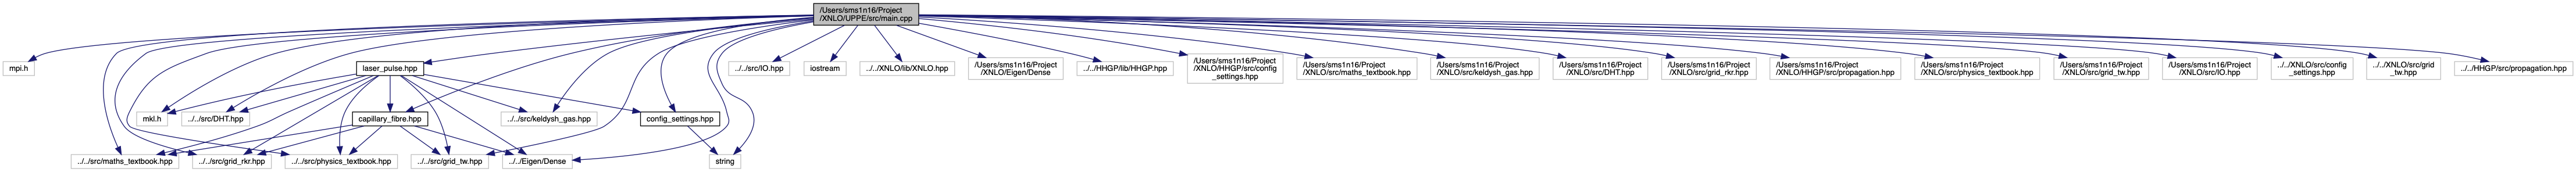 /Users/sms1n16/Project
/XNLO/UPPE/src/main.cpp
mpi.h
laser_pulse.hpp
../../src/IO.hpp
iostream
../../XNLO/lib/XNLO.hpp
/Users/sms1n16/Project
/XNLO/Eigen/Dense
../../HHGP/lib/HHGP.hpp
/Users/sms1n16/Project
/XNLO/HHGP/src/config
_settings.hpp
/Users/sms1n16/Project
/XNLO/src/maths_textbook.hpp
/Users/sms1n16/Project
/XNLO/src/keldysh_gas.hpp
/Users/sms1n16/Project
/XNLO/src/DHT.hpp
/Users/sms1n16/Project
/XNLO/src/grid_rkr.hpp
/Users/sms1n16/Project
/XNLO/HHGP/src/propagation.hpp
/Users/sms1n16/Project
/XNLO/src/physics_textbook.hpp
/Users/sms1n16/Project
/XNLO/src/grid_tw.hpp
/Users/sms1n16/Project
/XNLO/src/IO.hpp
../../XNLO/src/config
_settings.hpp
../../XNLO/src/grid
_tw.hpp
../../HHGP/src/propagation.hpp
mkl.h
../../src/DHT.hpp
capillary_fibre.hpp
../../src/keldysh_gas.hpp
config_settings.hpp
../../src/maths_textbook.hpp
../../src/grid_rkr.hpp
../../src/physics_textbook.hpp
../../src/grid_tw.hpp
../../Eigen/Dense
string